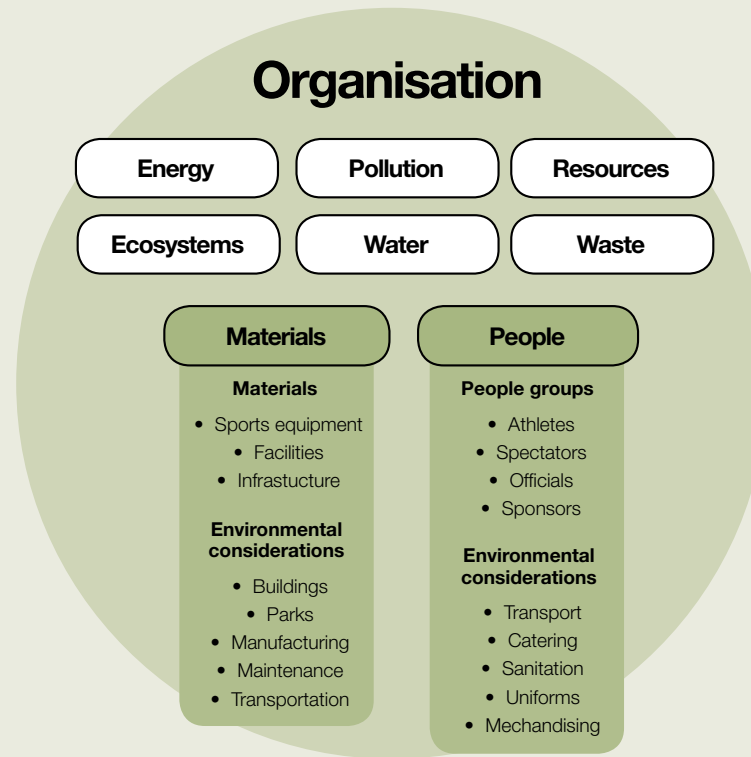 Organisation
Energy
Pollution
Resources
Ecosystems
Water
Waste
Materials
Materials
• Sports equipment
• Facilities
• Infrastucture
Environmental
considerations
• Buildings
• Parks
• Manufacturing
• Maintenance
• Transportation
People
People groups
• Athletes
• Spectators
• Officials
• Sponsors
Environmental
considerations
• Transport
• Catering
• Sanitation
• Uniforms
• Mechandising